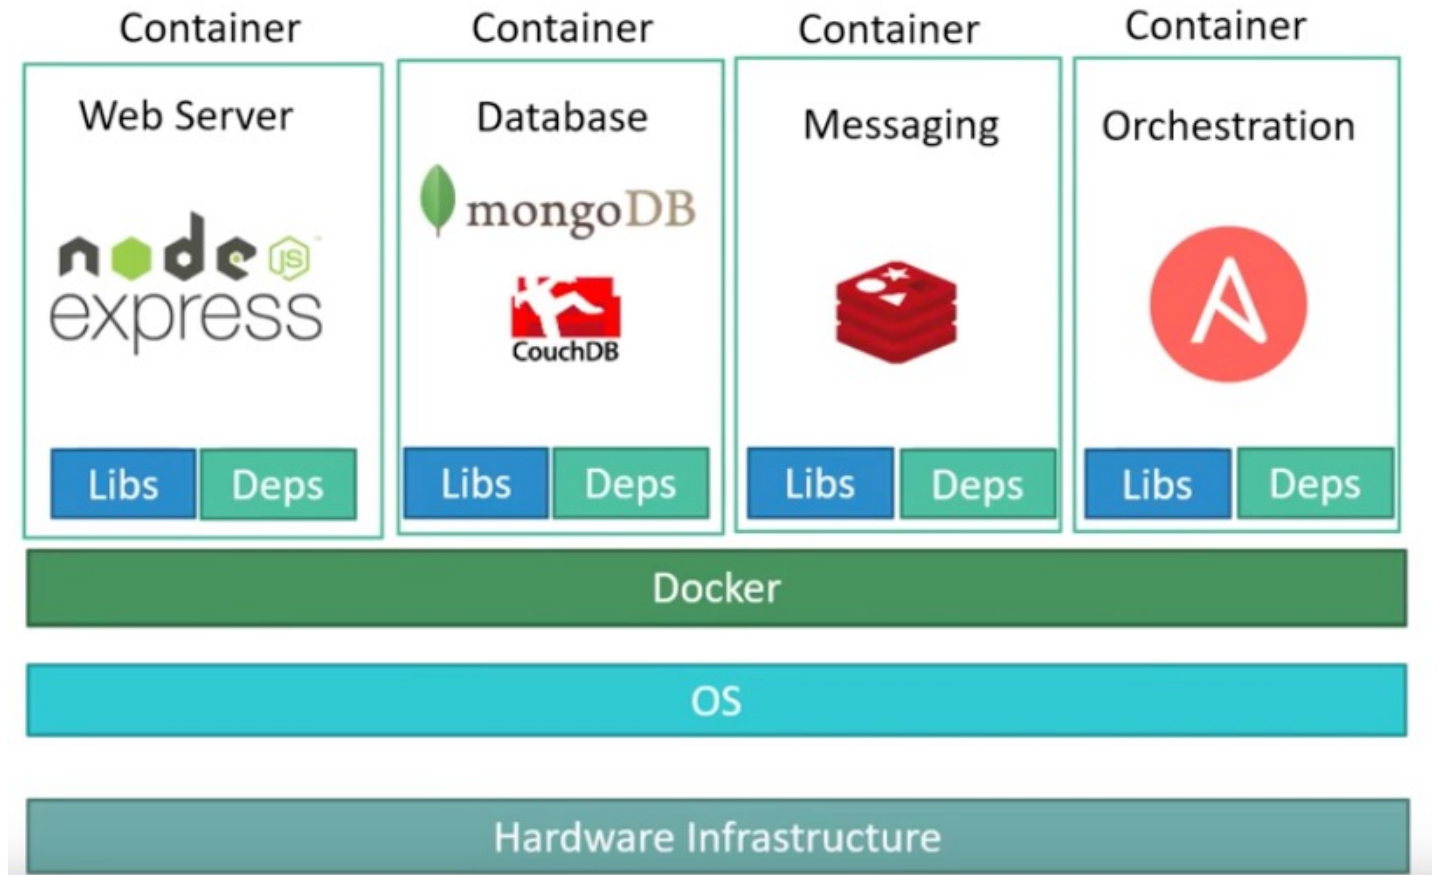 Container
Container
Container
Container
Web Server
Database
Messaging
Orchestration
node JS ™
express
mongoDB
CouchDB
Libs
Deps
Libs
Deps
Libs
Deps
Libs
Deps
Docker
OS
Hardware Infrastructure